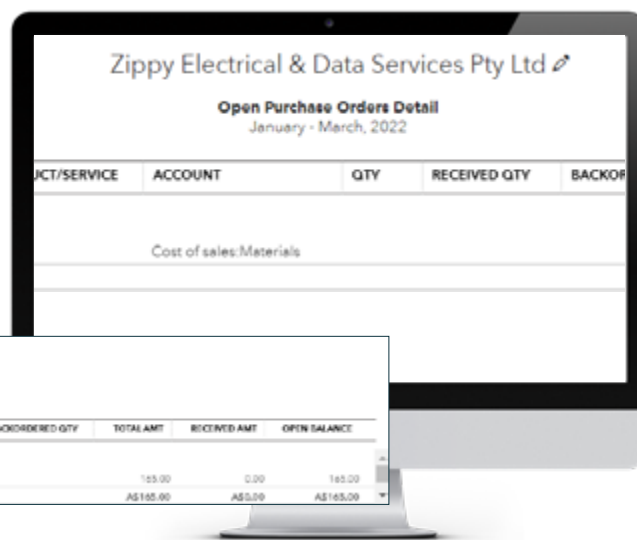 Zippy Electrical & Data Services Pty Ltd
Open Purchase Orders Detail
January - March, 2022
UCT/SERVICE ACCOUNT QTY RECEIVED QTY BACKOR
Cost of sales:Materials
CKORDERED QTY TOTAL AMT RECEIVED AMT OPEN BALANCE
165.00 0.00 165.00
A$165.00 A$0.00 A$165.00